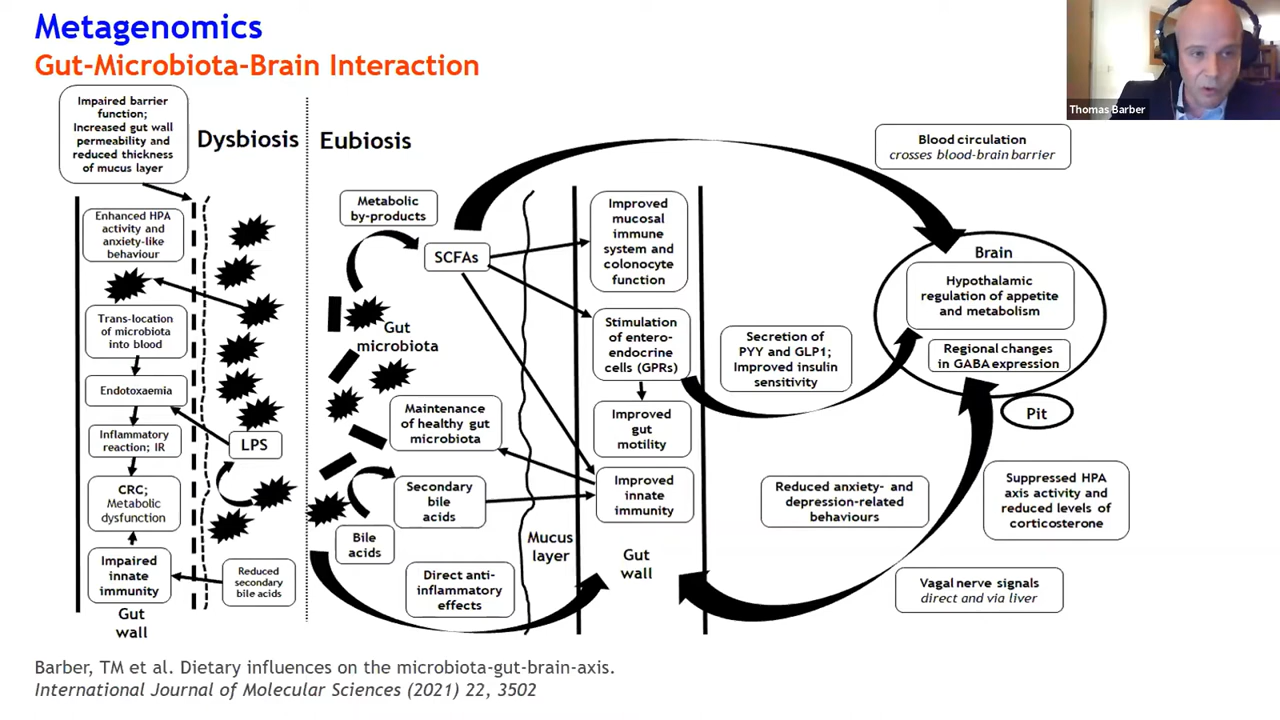 Metagenomics
Gut-Microbiota-Brain Interaction
Thomas Barber
Impaired barrier
function;
Increased gut wall
permeability and
reduced thickness
of mucus layer
Dysbiosis
Enhanced HPA
activity and
anxiety-like
behaviour
Trans-location
of microbiota
into blood
Endotoxaemia
Inflammatory
reaction; IR
LPS
CRC;
Metabolic
dysfunction
Impaired
innate
immunity
Reduced
secondary
bile acids
Gut
wall
Eubiosis
Metabolic
by-products
SCFAs
Gut
microbiota
Maintenance
of healthy gut
microbiota
Secondary
bile
acids
Bile
acids
Direct anti-
inflammatory
effects
Mucus
layer
Improved
mucosal
immune
system and
colonocyte
function
Stimulation
of entero-
endocrine
cells (GPRs)
Improved
gut
motility
Improved
innate
immunity
Gut
wall
Blood circulation
crosses blood-brain barrier
Brain
Hypothalamic
regulation of appetite
and metabolism
Regional changes
in GABA expression
Pit
Secretion of
PYY and GLP1;
Improved insulin
sensitivity
Reduced anxiety- and
depression-related
behaviours
Suppressed HPA
axis activity and
reduced levels of
corticosterone
Vagal nerve signals
direct and via liver
Barber, TM et al. Dietary influences on the microbiota-gut-brain-axis.
International Journal of Molecular Sciences (2021) 22, 3502